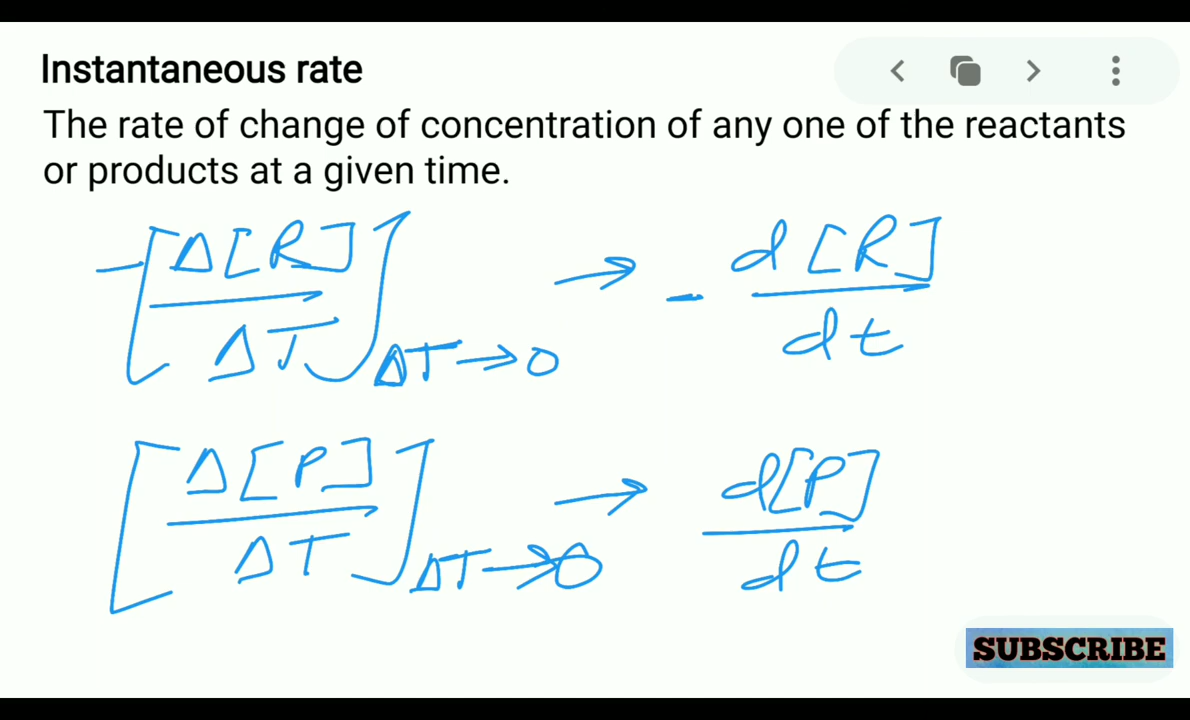 Instantaneous rate
The rate of change of concentration of any one of the reactants
or products at a given time.
-[Δ[R]/ΔT]ΔT→0 → - d[R]/dt
[Δ[P]/ΔT]ΔT→0 → d[P]/dt
SUBSCRIBE